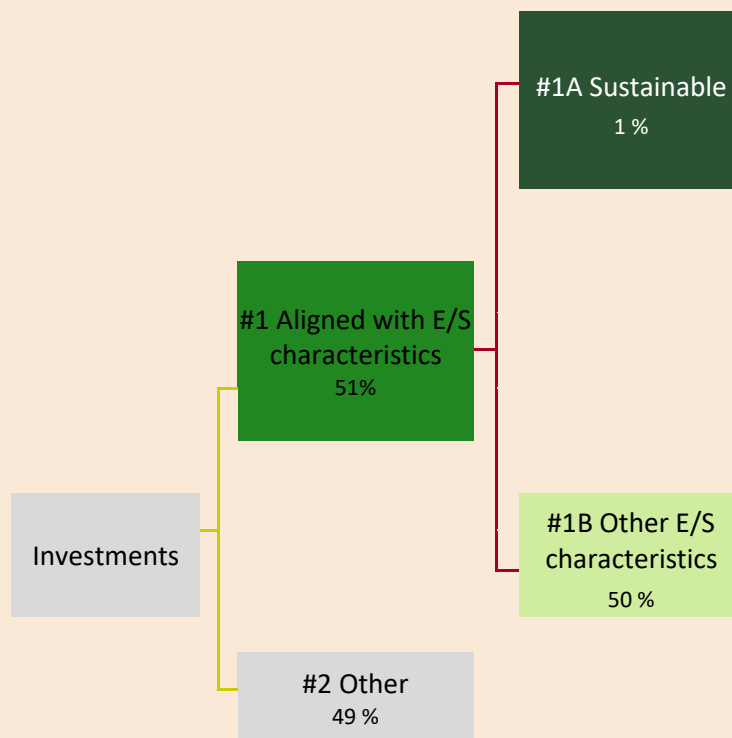 #1A Sustainable
1 %
#1 Aligned with E/S
characteristics
51%
#1B Other E/S
characteristics
50 %
Investments
#2 Other
49 %